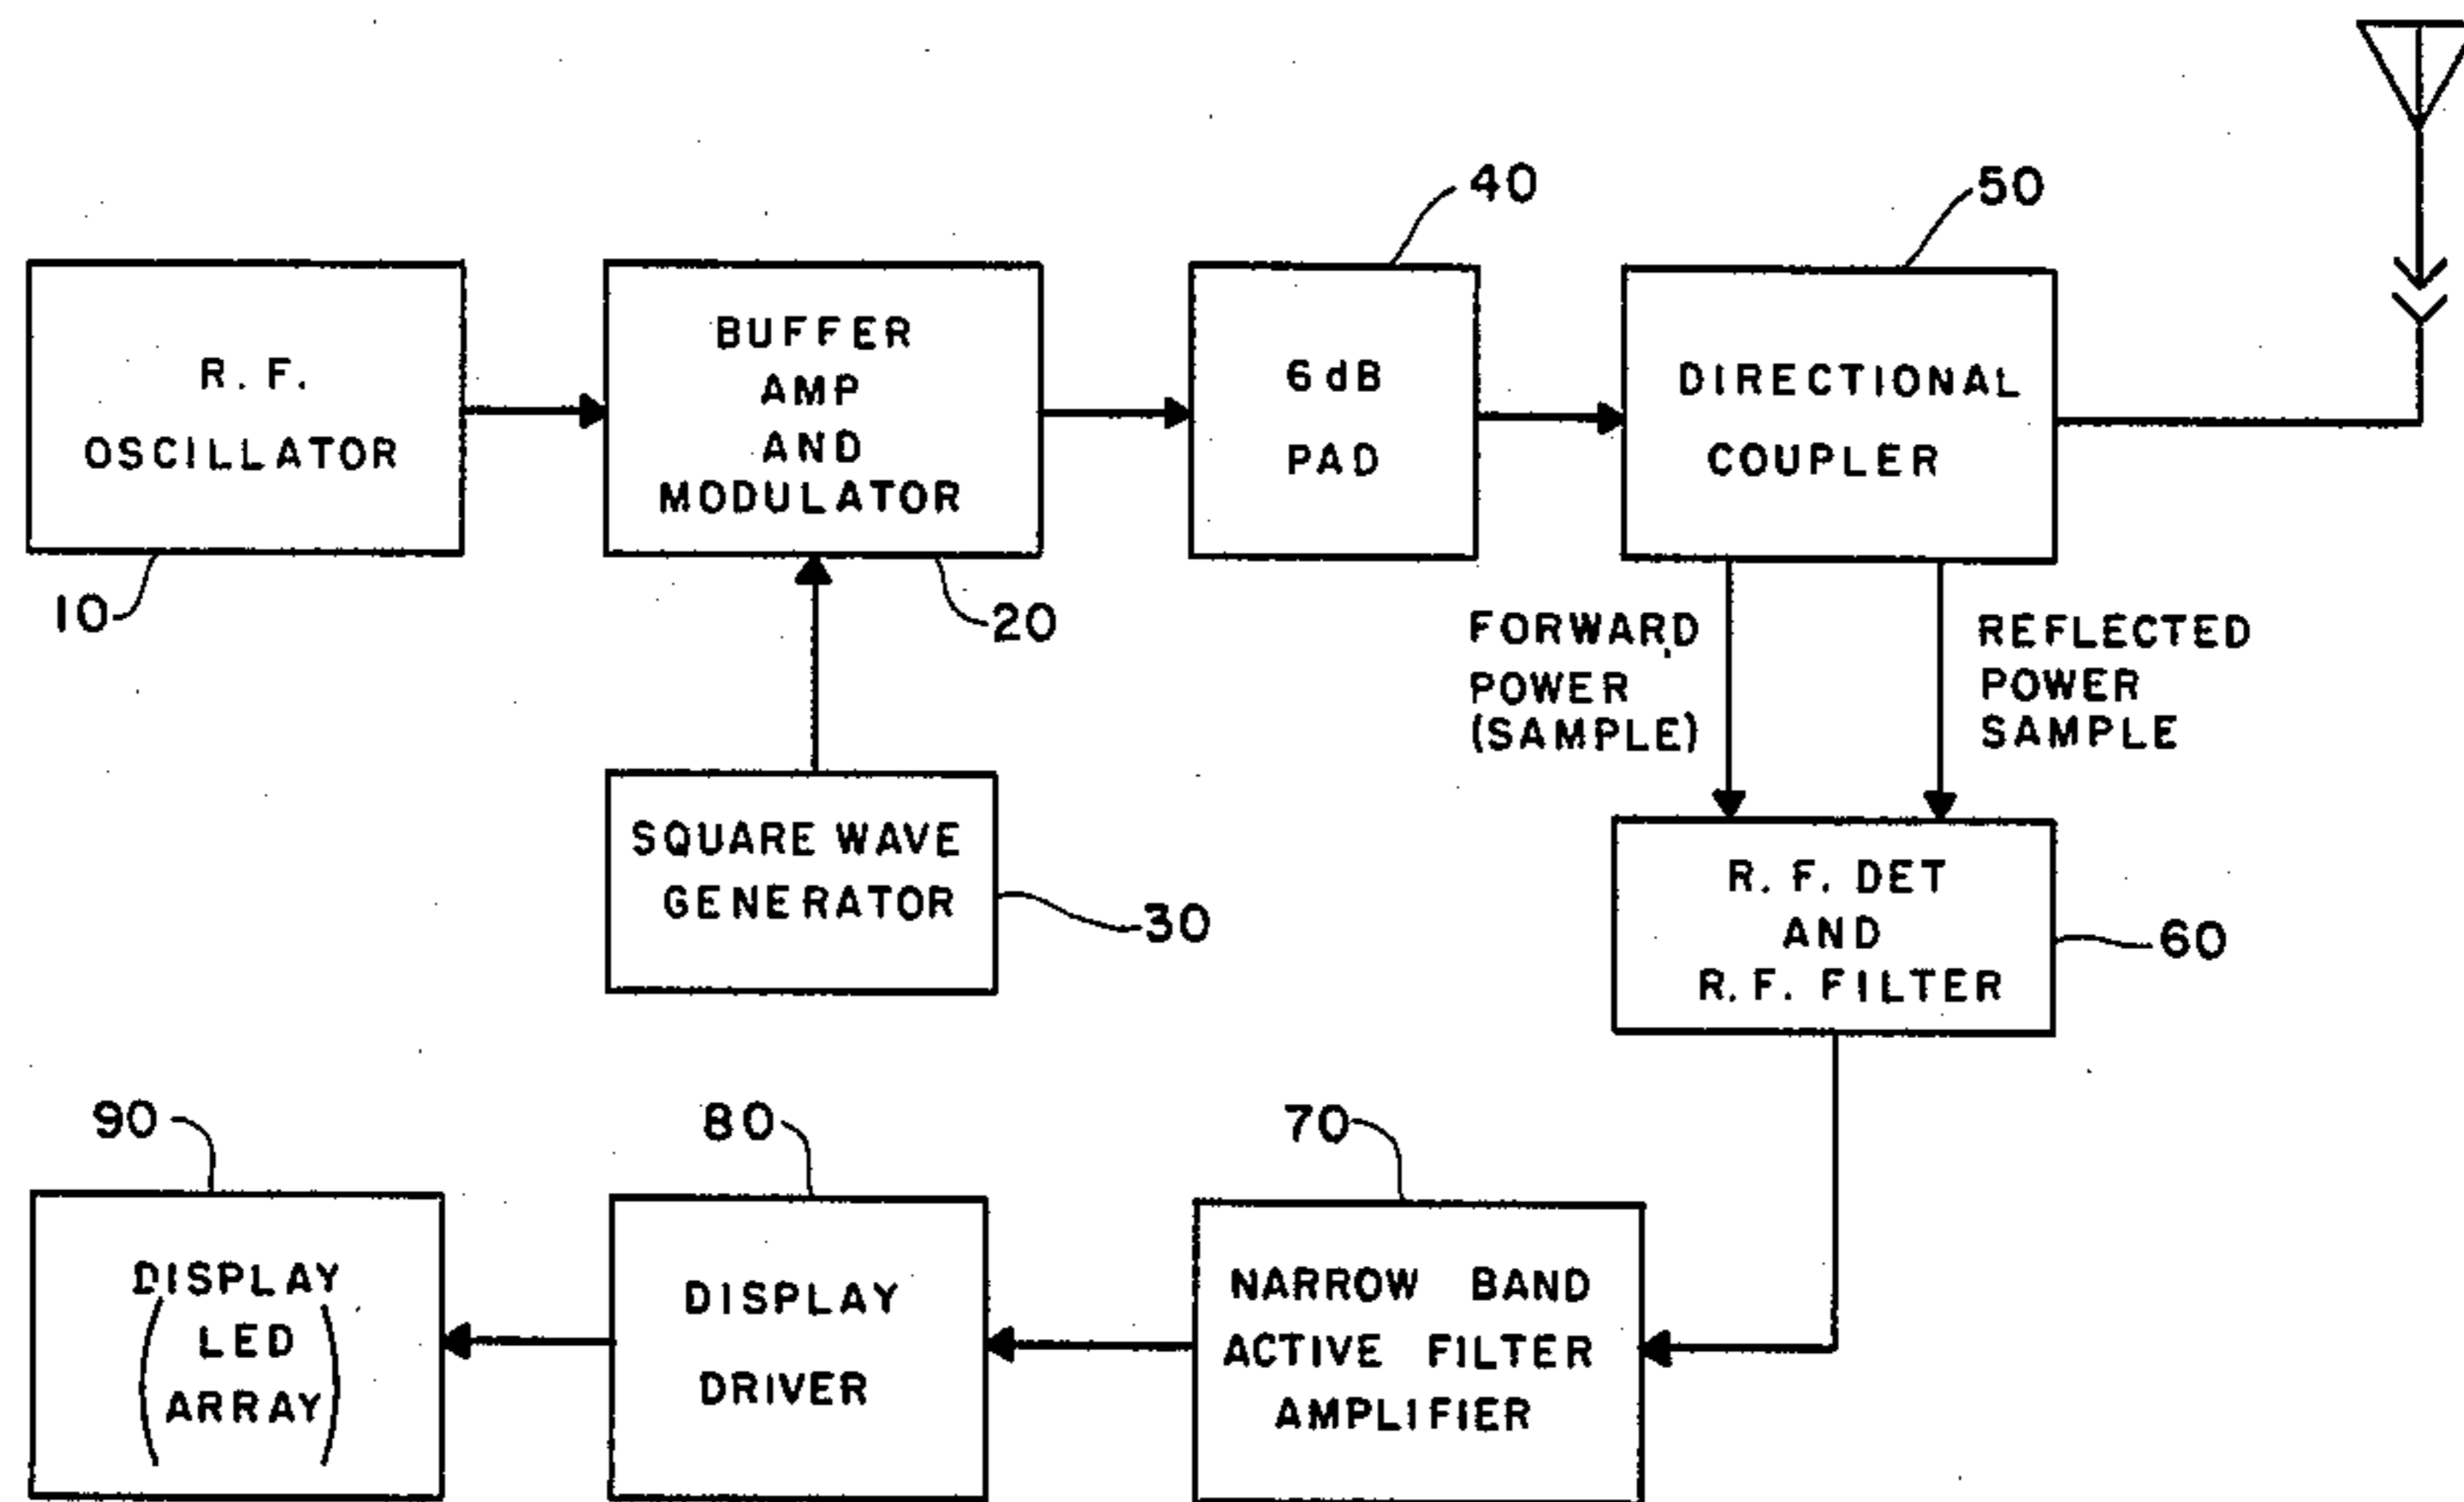 40
50
R. F.
OSCILLATOR
BUFFER
AMP
AND
MODULATOR
6 dB
PAD
DIRECTIONAL
COUPLER
10
20
FORWARD
POWER
(SAMPLE)
REFLECTED
POWER
SAMPLE
SQUARE WAVE
GENERATOR
30
R. F. DET
AND
R. F. FILTER
60
90
80
70
DISPLAY
(LED
ARRAY)
DISPLAY
DRIVER
NARROW BAND
ACTIVE FILTER
AMPLIFIER